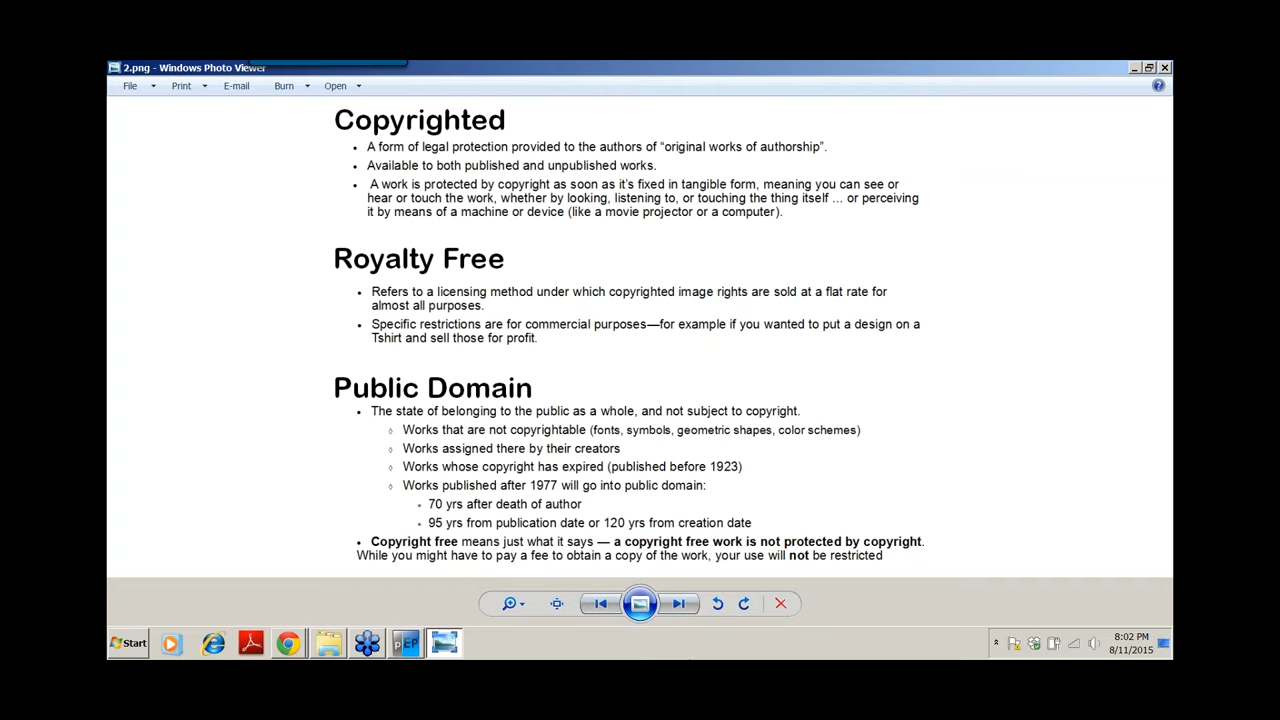 2.png - Windows Photo Viewer
File Print E-mail Burn Open
Copyrighted
• A form of legal protection provided to the authors of “original works of authorship”.
• Available to both published and unpublished works.
• A work is protected by copyright as soon as it’s fixed in tangible form, meaning you can see or
hear or touch the work, whether by looking, listening to, or touching the thing itself ... or perceiving
it by means of a machine or device (like a movie projector or a computer).
Royalty Free
• Refers to a licensing method under which copyrighted image rights are sold at a flat rate for
almost all purposes.
• Specific restrictions are for commercial purposes—for example if you wanted to put a design on a
Tshirt and sell those for profit.
Public Domain
• The state of belonging to the public as a whole, and not subject to copyright.
◊ Works that are not copyrightable (fonts, symbols, geometric shapes, color schemes)
◊ Works assigned there by their creators
◊ Works whose copyright has expired (published before 1923)
◊ Works published after 1977 will go into public domain:
• 70 yrs after death of author
• 95 yrs from publication date or 120 yrs from creation date
• Copyright free means just what it says — a copyright free work is not protected by copyright.
While you might have to pay a fee to obtain a copy of the work, your use will not be restricted
Start
pEP
8:02 PM
8/11/2015